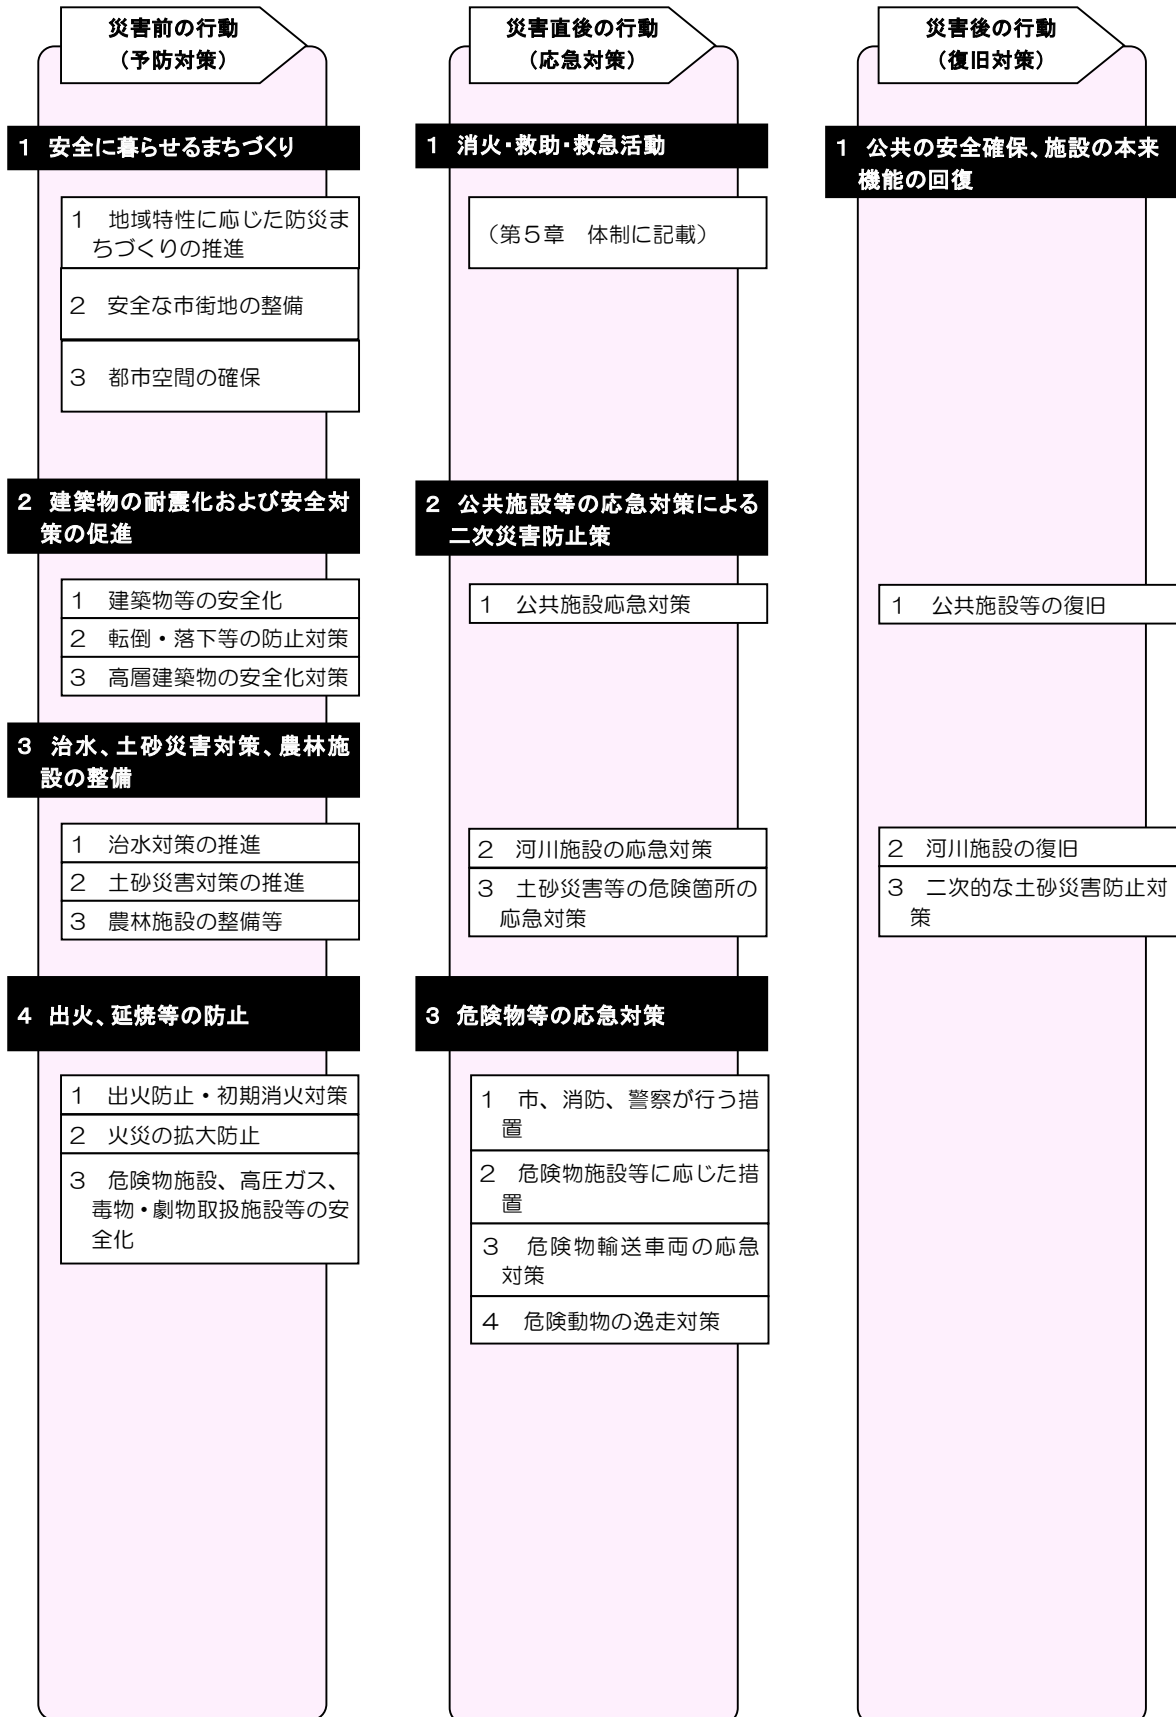 災害前の行動
（予防対策）
1 安全に暮らせるまちづくり
1 地域特性に応じた防災ま
ちづくりの推進
2 安全な市街地の整備
3 都市空間の確保
2 建築物の耐震化および安全対
策の促進
1 建築物等の安全化
2 転倒・落下等の防止対策
3 高層建築物の安全化対策
3 治水、土砂災害対策、農林施
設の整備
1 治水対策の推進
2 土砂災害対策の推進
3 農林施設の整備等
4 出火、延焼等の防止
1 出火防止・初期消火対策
2 火災の拡大防止
3 危険物施設、高圧ガス、
毒物・劇物取扱施設等の安
全化
災害直後の行動
（応急対策）
1 消火・救助・救急活動
（第５章 体制に記載）
2 公共施設等の応急対策による
二次災害防止策
1 公共施設応急対策
2 河川施設の応急対策
3 土砂災害等の危険箇所の
応急対策
3 危険物等の応急対策
1 市、消防、警察が行う措
置
2 危険物施設等に応じた措
置
3 危険物輸送車両の応急
対策
4 危険動物の逸走対策
災害後の行動
（復旧対策）
1 公共の安全確保、施設の本来
機能の回復
1 公共施設等の復旧
2 河川施設の復旧
3 二次的な土砂災害防止対
策